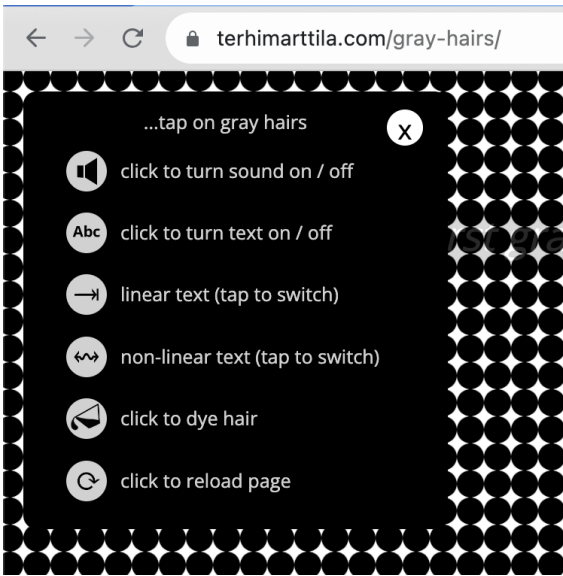 terhimarttila.com/gray-hairs/
...tap on gray hairs
X
click to turn sound on / off
Abc
click to turn text on / off
linear text (tap to switch)
non-linear text (tap to switch)
click to dye hair
click to reload page